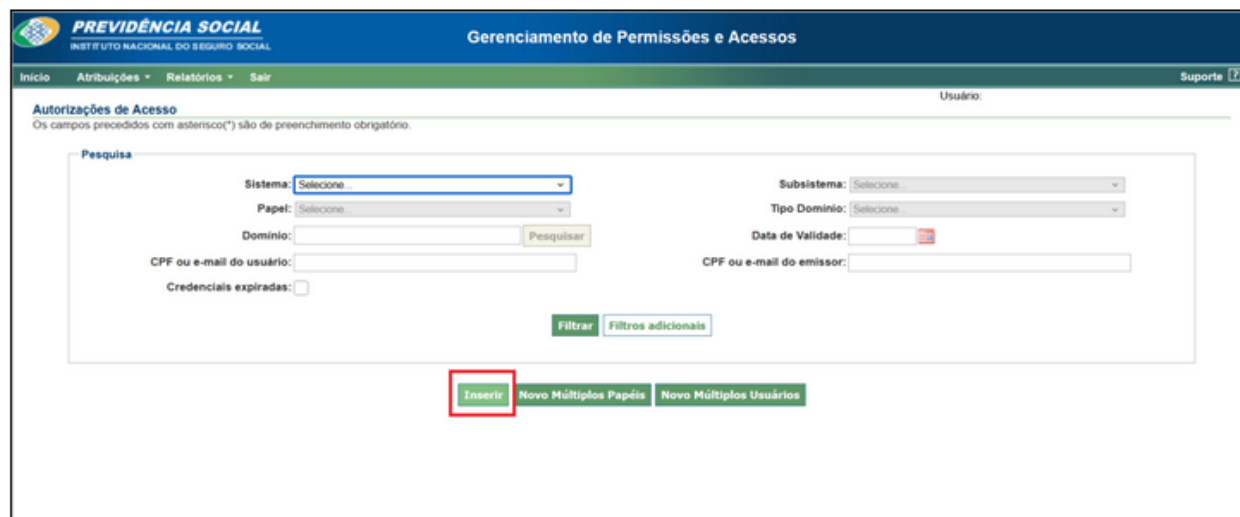 PREVIDÊNCIA SOCIAL
INSTITUTO NACIONAL DO SEGURO SOCIAL
Gerenciamento de Permissões e Acessos
Início Atribuições Relatórios Sair Suporte ?
Usuário:
Autorizações de Acesso
Os campos precedidos com asterisco(*) são de preenchimento obrigatório.
Pesquisa
Sistema: Selecione... Subsistema: Selecione...
Papel: Selecione... Tipo Domínio: Selecione...
Domínio: Pesquisar Data de Validade:
CPF ou e-mail do usuário: CPF ou e-mail do emissor:
Credenciais expiradas:
Filtrar Filtros adicionais
Inserir Novo Múltiplos Papéis Novo Múltiplos Usuários